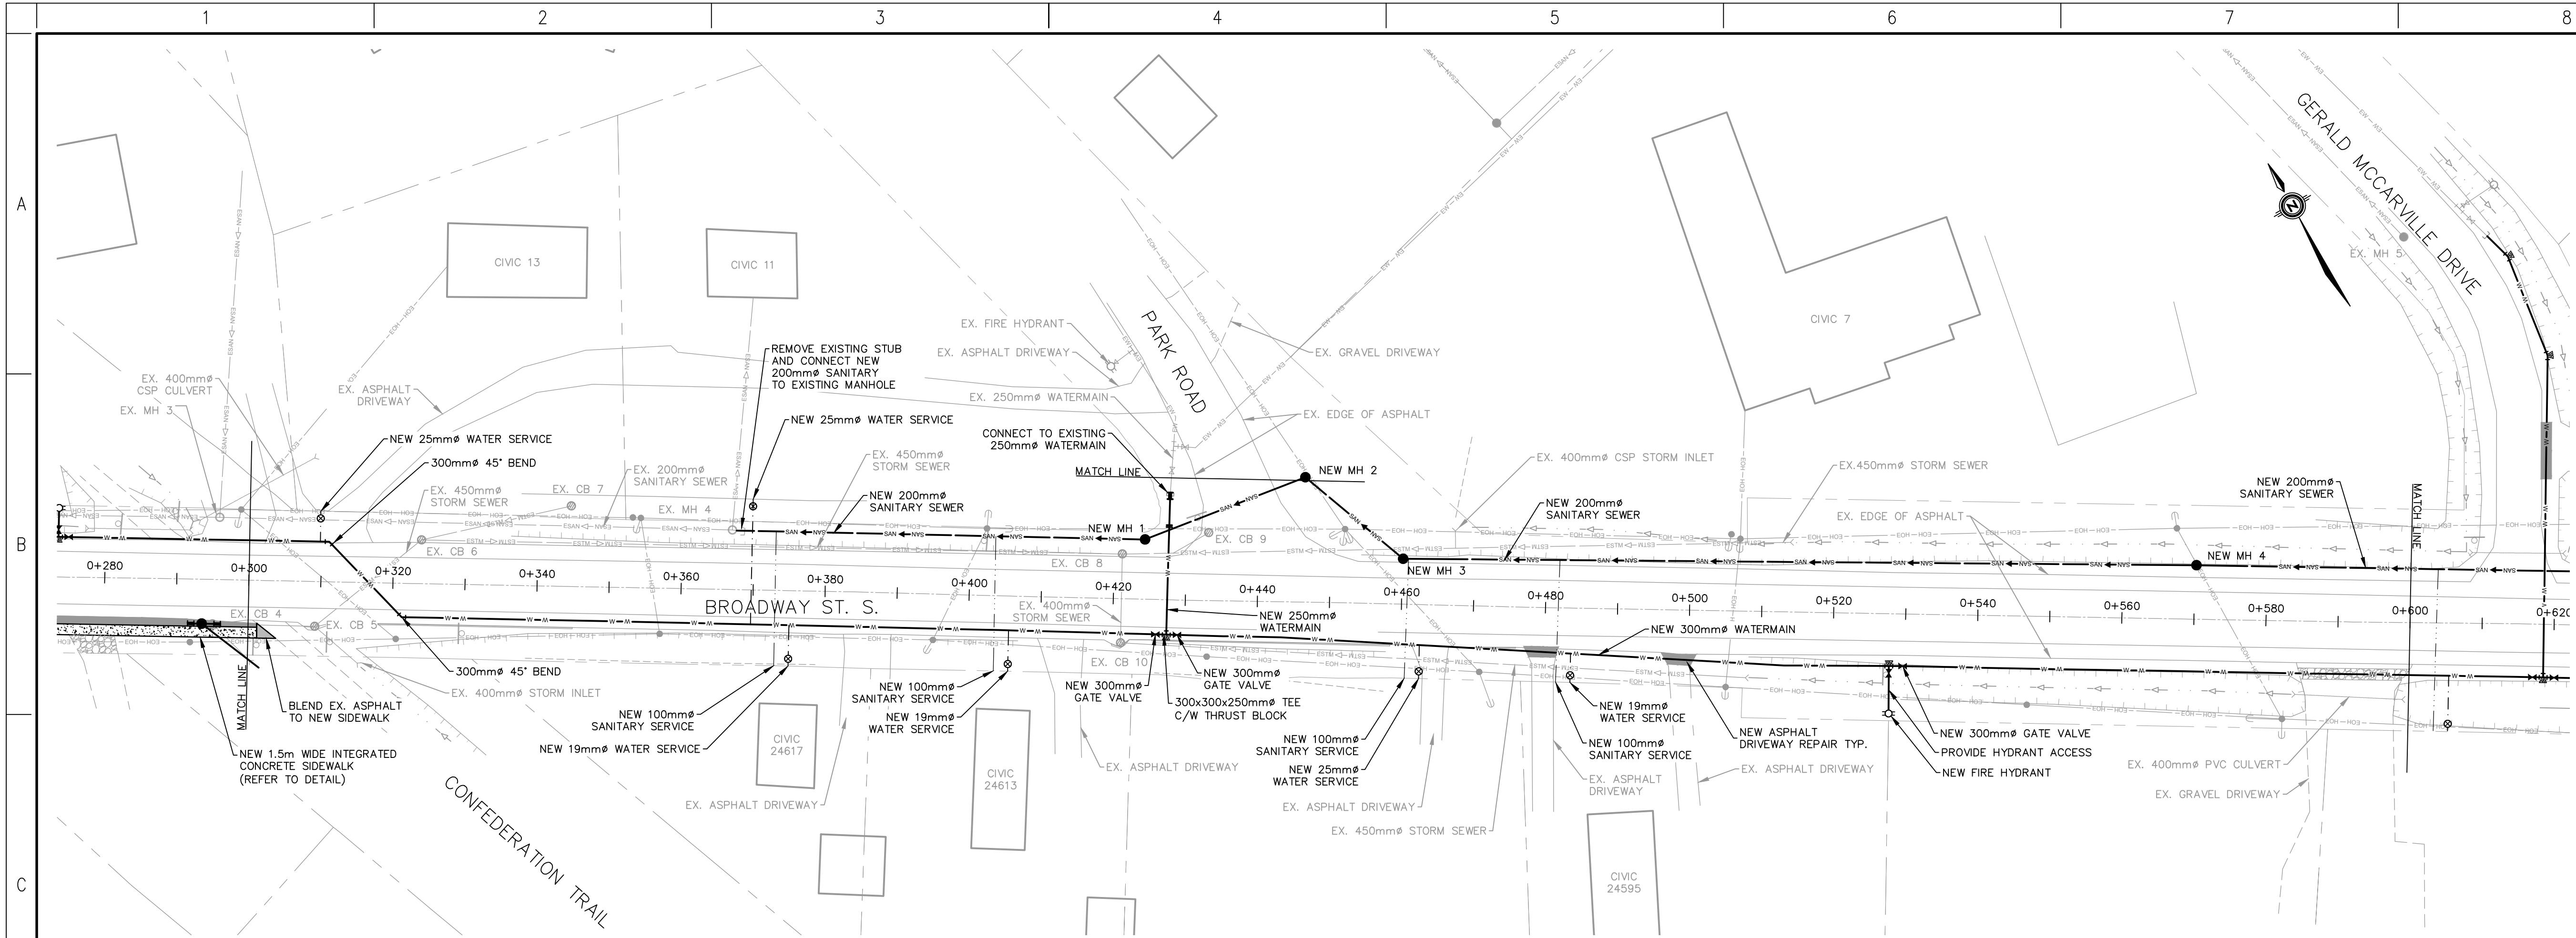 1
2
3
4
5
6
7
8
A
B
C
GERALD MCCARVILLE DRIVE
EX. MH 5
N
CIVIC 13
CIVIC 11
CIVIC 7
PARK ROAD
EX. FIRE HYDRANT
EX. ASPHALT DRIVEWAY
EX. GRAVEL DRIVEWAY
REMOVE EXISTING STUB
AND CONNECT NEW
200mmø SANITARY
TO EXISTING MANHOLE
EX. 400mmø
CSP CULVERT
EX. MH 3
EX. ASPHALT
DRIVEWAY
EX. 250mmø WATERMAIN
EX. EDGE OF ASPHALT
NEW 25mmø WATER SERVICE
NEW 25mmø WATER SERVICE
CONNECT TO EXISTING
250mmø WATERMAIN
300mmø 45° BEND
EX. 200mmø
SANITARY SEWER
EX. 450mmø
STORM SEWER
EX. 400mmø CSP STORM INLET
EX.450mmø STORM SEWER
MATCH LINE
NEW MH 2
EX. 450mmø
STORM SEWER
EX. CB 7
NEW 200mmø
SANITARY SEWER
NEW 200mmø
SANITARY SEWER
NEW 200mmø
SANITARY SEWER
MATCH LINE
EX. MH 4
EX. EDGE OF ASPHALT
NEW MH 1
EX. CB 9
EX. CB 6
EX. CB 8
NEW MH 3
NEW MH 4
0+280
0+300
0+320
0+340
0+360
0+380
0+400
0+420
0+440
0+460
0+480
0+500
0+520
0+540
0+560
0+580
0+600
0+620
BROADWAY ST. S.
EX. CB 4
EX. CB 5
EX. 400mmø
STORM SEWER
NEW 250mmø
WATERMAIN
NEW 300mmø WATERMAIN
EX. CB 10
300mmø 45° BEND
EX. 400mmø STORM INLET
MATCH LINE
BLEND EX. ASPHALT
TO NEW SIDEWALK
NEW 1.5m WIDE INTEGRATED
CONCRETE SIDEWALK
(REFER TO DETAIL)
NEW 100mmø
SANITARY SERVICE
NEW 19mmø WATER SERVICE
NEW 100mmø
SANITARY SERVICE
NEW 19mmø
WATER SERVICE
NEW 300mmø
GATE VALVE
NEW 300mmø
GATE VALVE
300x300x250mmø TEE
C/W THRUST BLOCK
NEW 100mmø
SANITARY SERVICE
NEW 25mmø
WATER SERVICE
NEW 19mmø
WATER SERVICE
NEW 100mmø
SANITARY SERVICE
NEW ASPHALT
DRIVEWAY REPAIR TYP.
NEW 300mmø GATE VALVE
PROVIDE HYDRANT ACCESS
NEW FIRE HYDRANT
EX. 400mmø PVC CULVERT
EX. GRAVEL DRIVEWAY
CIVIC
24617
CIVIC
24613
EX. ASPHALT DRIVEWAY
EX. ASPHALT DRIVEWAY
EX. ASPHALT DRIVEWAY
EX. ASPHALT
DRIVEWAY
EX. ASPHALT DRIVEWAY
EX. 450mmø STORM SEWER
CONFEDERATION TRAIL
CIVIC
24595